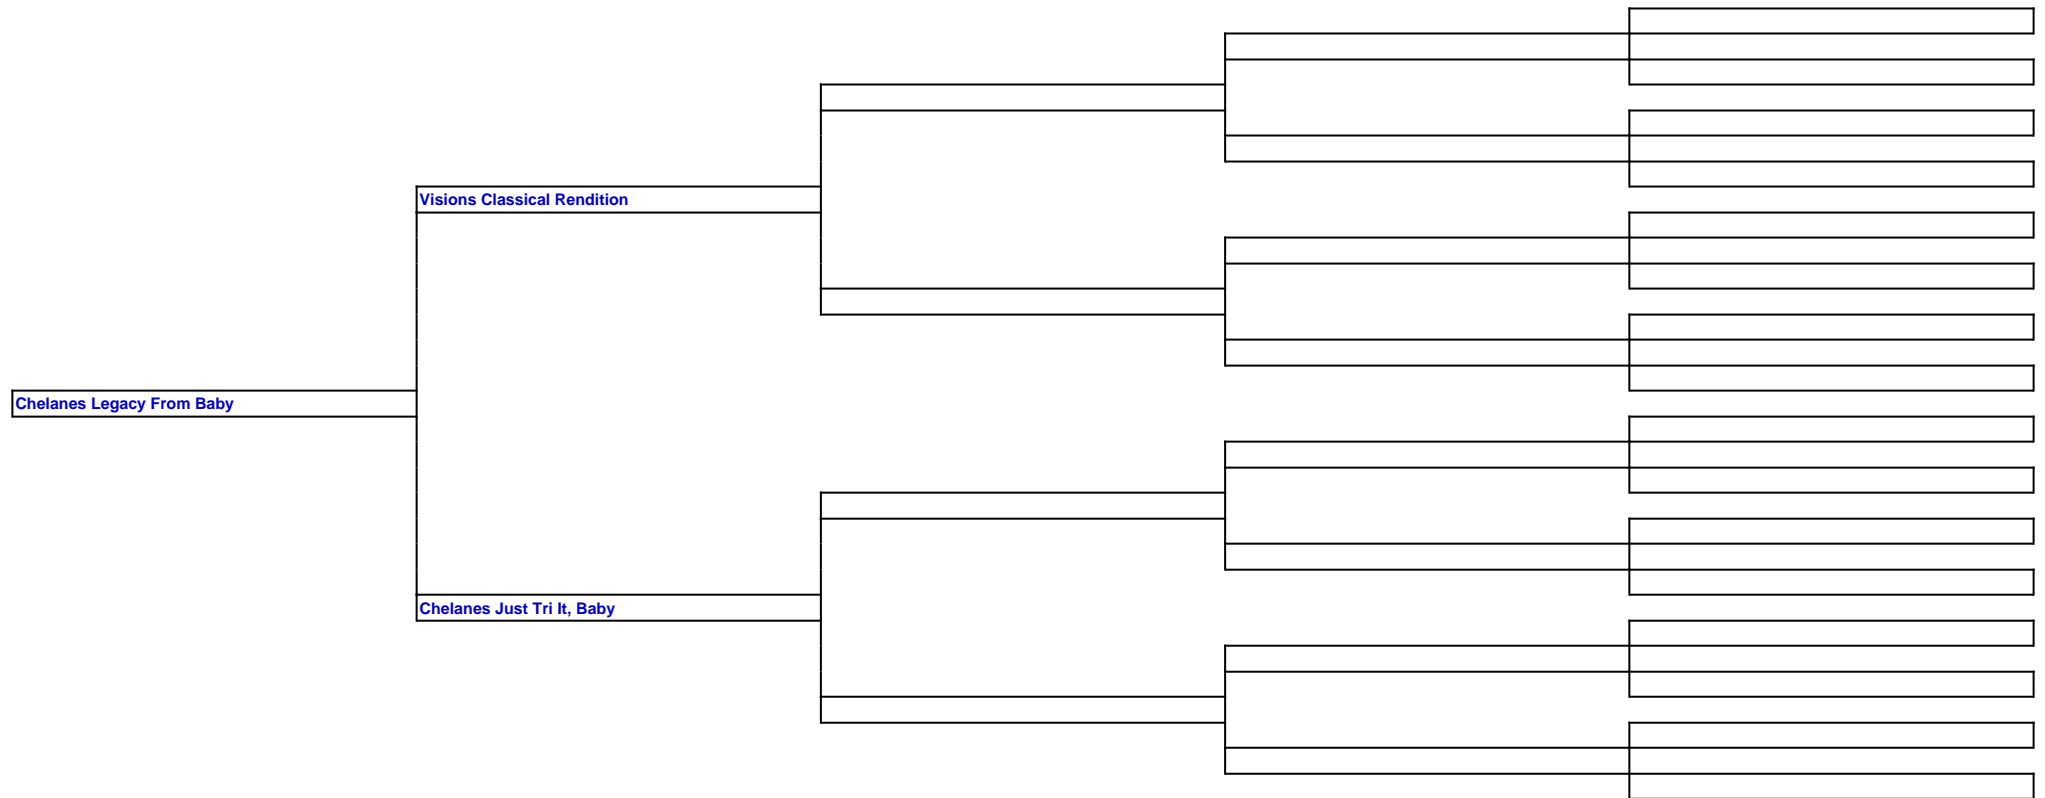 Visions Classical Rendition
Chelanes Legacy From Baby
Chelanes Just Tri It, Baby